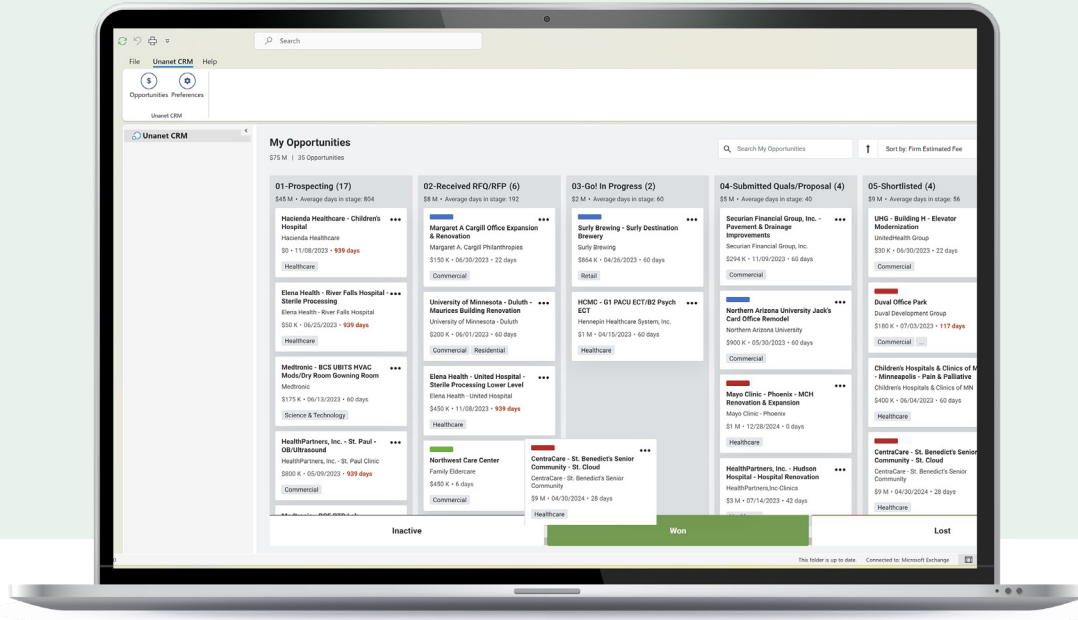 Search
File Unanet CRM Help
Opportunities Preferences
Unanet CRM
Unanet CRM
My Opportunities
$75 M | 35 Opportunities
Search My Opportunities
Sort by: Firm Estimated Fee
01-Prospecting (17)
$45 M • Average days in stage: 804
Hacienda Healthcare - Children's
Hospital
Hacienda Healthcare
$0 • 11/08/2023 • 939 days
Healthcare
Elena Health - River Falls Hospital -
Sterile Processing
Elena Health - River Falls Hospital
$50 K • 06/25/2023 • 939 days
Healthcare
Medtronic - BCS UBITS HVAC
Mods/Dry Room Gowning Room
Medtronic
$175 K • 06/13/2023 • 60 days
Science & Technology
HealthPartners, Inc. - St. Paul -
OB/Ultrasound
HealthPartners, Inc. - St. Paul Clinic
$800 K • 05/09/2023 • 939 days
Commercial
02-Received RFQ/RFP (6)
$8 M • Average days in stage: 192
Margaret A Cargill Office Expansion
& Renovation
Margaret A. Cargill Philanthropies
$150 K • 06/30/2023 • 22 days
Commercial
University of Minnesota - Duluth -
Maurices Building Renovation
University of Minnesota - Duluth
$200 K • 06/01/2023 • 60 days
Commercial Residential
Elena Health - United Hospital -
Sterile Processing Lower Level
Elena Health - United Hospital
$450 K • 11/08/2023 • 939 days
Healthcare
Northwest Care Center
Family Eldercare
$450 K • 6 days
Commercial
03-Go! In Progress (2)
$2 M • Average days in stage: 60
Surly Brewing - Surly Destination
Brewery
Surly Brewing
$864 K • 04/26/2023 • 60 days
Retail
HCMC - G1 PACU ECT/B2 Psych
ECT
Hennepin Healthcare System, Inc.
$1 M • 04/15/2023 • 60 days
Healthcare
CentraCare - St. Benedict's Senior
Community - St. Cloud
CentraCare - St. Benedict's Senior
Community
$9 M • 04/30/2024 • 28 days
Healthcare
04-Submitted Quals/Proposal (4)
$5 M • Average days in stage: 40
Securian Financial Group, Inc. -
Pavement & Drainage
Improvements
Securian Financial Group, Inc.
$294 K • 11/09/2023 • 60 days
Commercial
Northern Arizona University Jack's
Card Office Remodel
Northern Arizona University
$900 K • 05/30/2023 • 60 days
Commercial
Mayo Clinic - Phoenix - MCH
Renovation & Expansion
Mayo Clinic - Phoenix
$1 M • 12/28/2024 • 0 days
Healthcare
HealthPartners, Inc. - Hudson
Hospital - Hospital Renovation
HealthPartners,Inc-Clinics
$3 M • 07/14/2023 • 42 days
05-Shortlisted (4)
$9 M • Average days in stage: 56
UHG - Building H - Elevator
Modernization
UnitedHealth Group
$30 K • 06/30/2023 • 22 days
Commercial
Duval Office Park
Duval Development Group
$180 K • 07/03/2023 • 117 days
Commercial ...
Children's Hospitals & Clinics of M
- Minneapolis - Pain & Palliative
Children's Hospitals & Clinics of MN
$400 K • 06/04/2023 • 60 days
Healthcare
CentraCare - St. Benedict's Senior
Community - St. Cloud
CentraCare - St. Benedict's Senior
Community
$9 M • 04/30/2024 • 28 days
Healthcare
Inactive
Won
Lost
This folder is up to date. Connected to: Microsoft Exchange